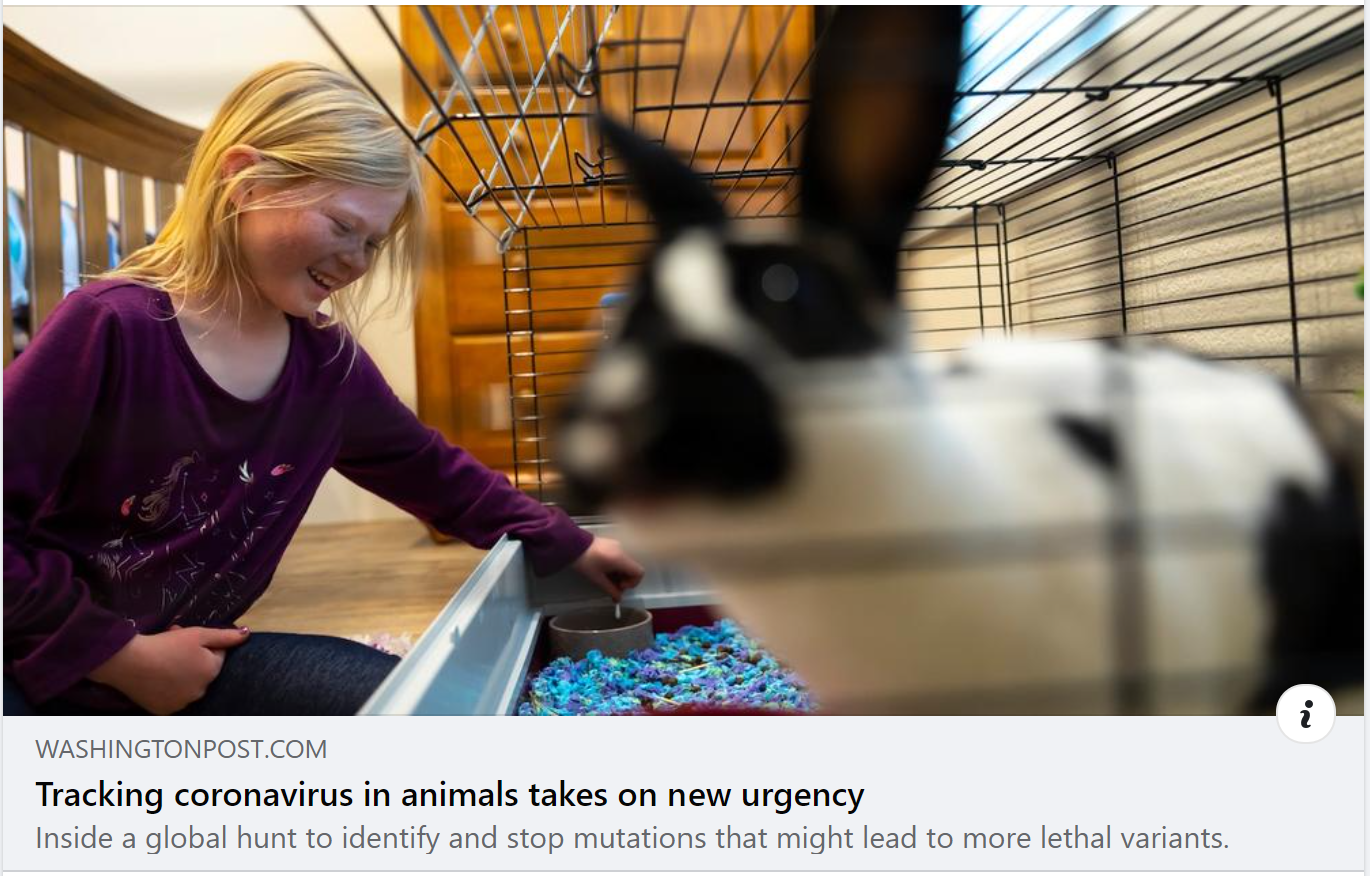 WASHINGTONPOST.COM
Tracking coronavirus in animals takes on new urgency
Inside a global hunt to identify and stop mutations that might lead to more lethal variants.